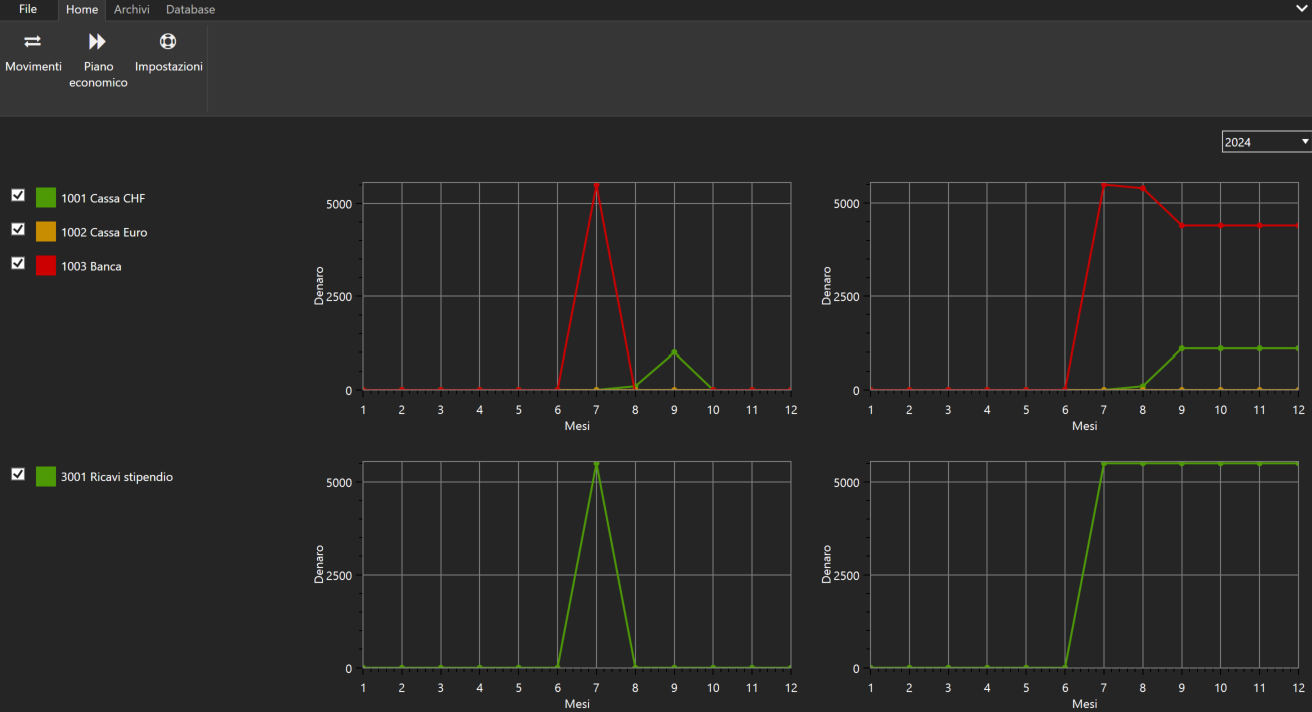 File Home Archivi Database
Movimenti Piano economico Impostazioni
2024
1001 Cassa CHF
1002 Cassa Euro
1003 Banca
5000
2500
0
Denaro
1 2 3 4 5 6 7 8 9 10 11 12
Mesi
5000
2500
0
Denaro
1 2 3 4 5 6 7 8 9 10 11 12
Mesi
3001 Ricavi stipendio
5000
2500
0
Denaro
1 2 3 4 5 6 7 8 9 10 11 12
Mesi
5000
2500
0
Denaro
1 2 3 4 5 6 7 8 9 10 11 12
Mesi